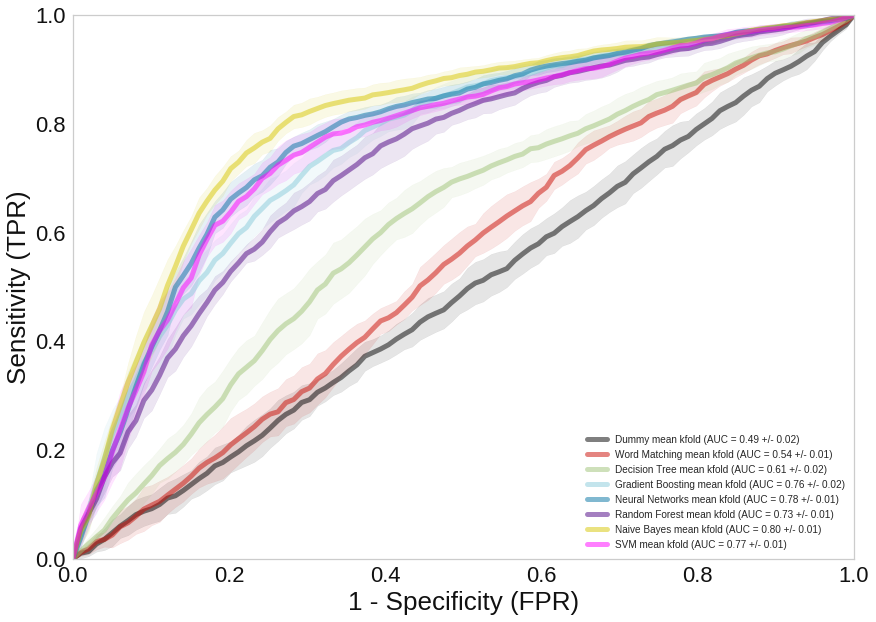 1.0
0.8
0.6
0.4
0.2
0.0
Sensitivity (TPR)
Dummy mean kfold (AUC = 0.49 +/- 0.02)
Word Matching mean kfold (AUC = 0.54 +/- 0.01)
Decision Tree mean kfold (AUC = 0.61 +/- 0.02)
Gradient Boosting mean kfold (AUC = 0.76 +/- 0.02)
Neural Networks mean kfold (AUC = 0.78 +/- 0.01)
Random Forest mean kfold (AUC = 0.73 +/- 0.01)
Naive Bayes mean kfold (AUC = 0.80 +/- 0.01)
SVM mean kfold (AUC = 0.77 +/- 0.01)
0.0 0.2 0.4 0.6 0.8 1.0
1 - Specificity (FPR)